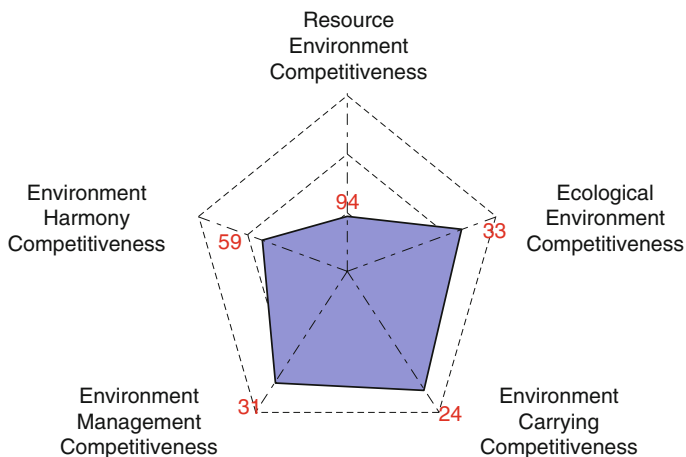 Resource
Environment
Competitiveness
94
Environment
Harmony
Competitiveness
59
Ecological
Environment
Competitiveness
33
Environment
Management
Competitiveness
31
Environment
Carrying
Competitiveness
24